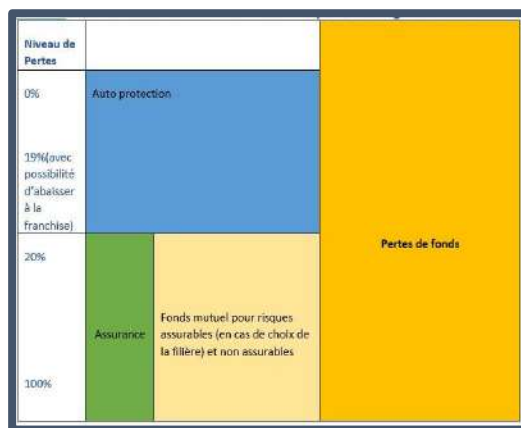 Niveau de
Pertes
0%
Auto protection
19%(avec
possibilité
d'abaisser
à la
franchise)
Pertes de fonds
20%
Assurance
Fonds mutuel pour risques
assurables (en cas de choix de
la filière) et non assurables
100%